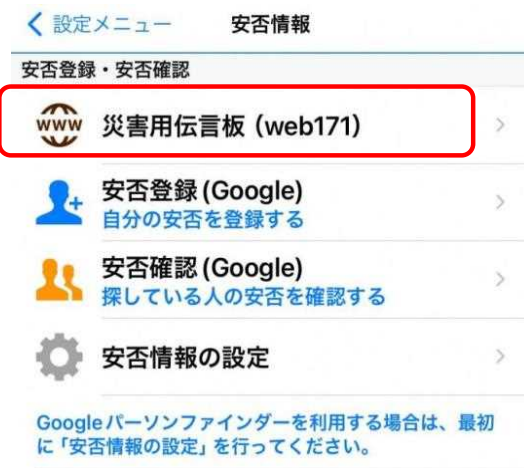 設定メニュー 安否情報
安否登録・安否確認
www 災害用伝言板（web171）
安否登録(Google)
自分の安否を登録する
安否確認(Google)
探している人の安否を確認する
安否情報の設定
Googleパーソンファインダーを利用する場合は、最初
に「安否情報の設定」を行ってください。